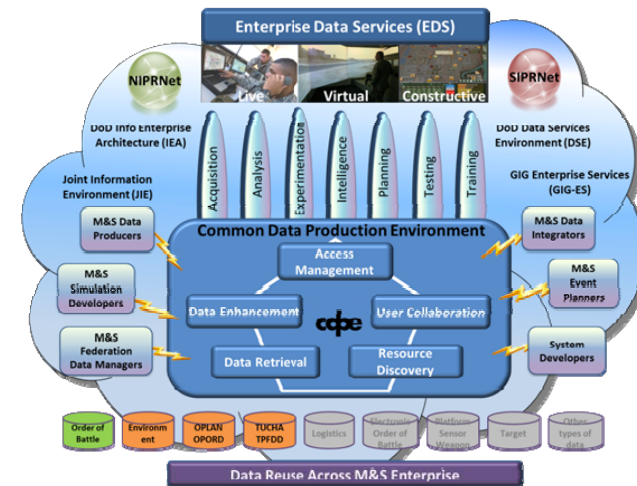 Enterprise Data Services (EDS)
NIPRNet
SIPRNet
Live
Virtual
Constructive
DoD Info Enterprise
Architecture (IEA)
DoD Data Services
Environment (DSE)
Joint Information
Environment (JIE)
GIG Enterprise Services
(GIG-ES)
Acquisition
Analysis
Experimentation
Intelligence
Planning
Testing
Training
M&S Data
Producers
Common Data Production Environment
M&S Data
Integrators
Access
Management
M&S
Simulation
Developers
Data Enhancement
cdpe
User Collaboration
M&S
Event
Planners
M&S
Federation
Data Managers
Data Retrieval
Resource
Discovery
System
Developers
Order of
Battle
Environm
ent
OPLAN
OPORD
TUCHA
TPFDD
Logistics
Electronic
Order of
Battle
Platform
Sensor
Weapon
Target
Other
types of
data
Data Reuse Across M&S Enterprise